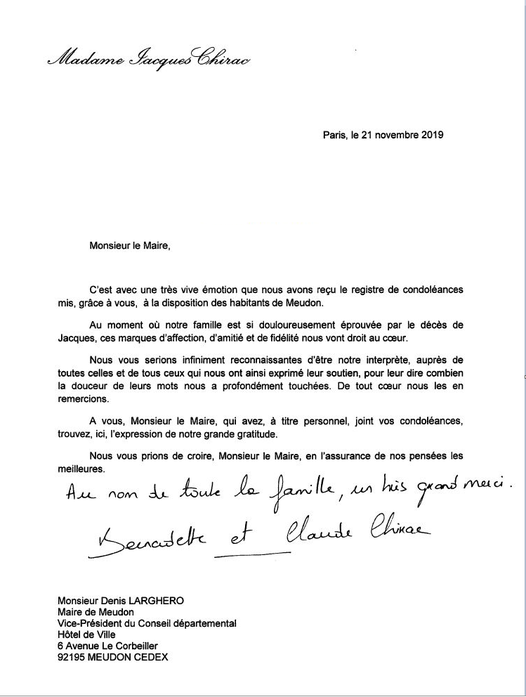 Madame Jacques Chirac
Paris, le 21 novembre 2019
Monsieur le Maire,
C'est avec une très vive émotion que nous avons reçu le registre de condoléances
mis, grâce à vous, à la disposition des habitants de Meudon.
Au moment où notre famille est si douloureusement éprouvée par le décès de
Jacques, ces marques d'affection, d'amitié et de fidélité nous vont droit au cœur.
Nous vous serions infiniment reconnaissantes d'être notre interprète, auprès de
toutes celles et de tous ceux qui nous ont ainsi exprimé leur soutien, pour leur dire combien
la douceur de leurs mots nous a profondément touchées. De tout cœur nous les en
remercions.
A vous, Monsieur le Maire, qui avez, à titre personnel, joint vos condoléances,
trouvez, ici, l'expression de notre grande gratitude.
Nous vous prions de croire, Monsieur le Maire, en l'assurance de nos pensées les
meilleures.
Au nom de toute la famille, un très grand merci.
Bernadette et Claude Chirac
Monsieur Denis LARGHERO
Maire de Meudon
Vice-Président du Conseil départemental
Hôtel de Ville
6 Avenue Le Corbeiller
92195 MEUDON CEDEX